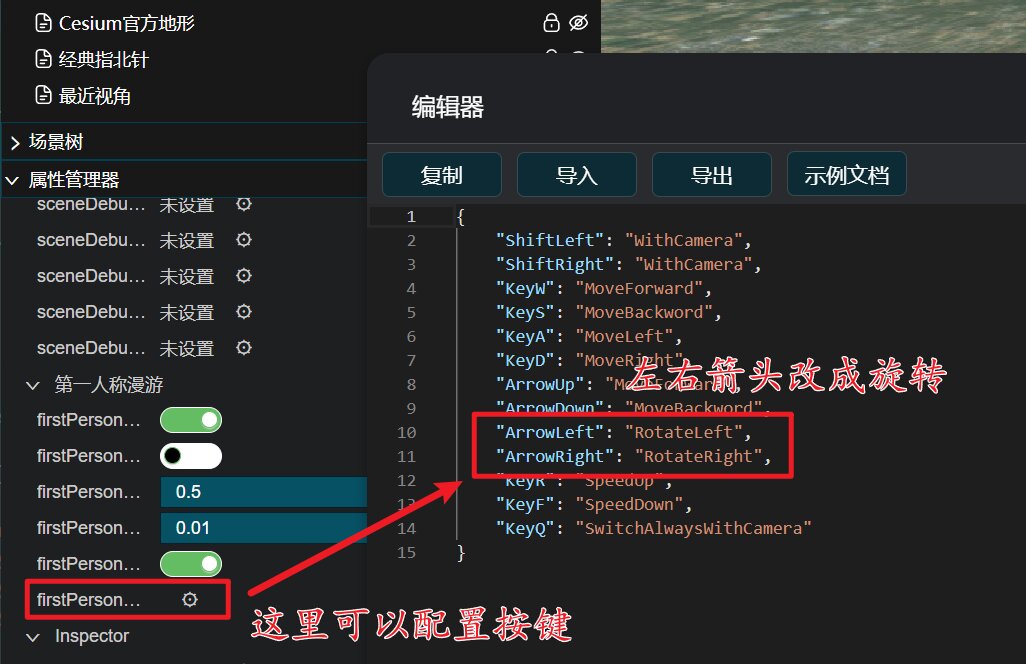 Cesium官方地形
经典指北针
最近视角
场景树
属性管理器
sceneDebu... 未设置
sceneDebu... 未设置
sceneDebu... 未设置
sceneDebu... 未设置
sceneDebu... 未设置
第一人称漫游
firstPerson...
firstPerson...
firstPerson... 0.5
firstPerson... 0.01
firstPerson...
firstPerson...
Inspector
编辑器
复制 导入 导出 示例文档
1 {
2 "ShiftLeft": "WithCamera",
3 "ShiftRight": "WithCamera",
4 "KeyW": "MoveForward",
5 "KeyS": "MoveBackword",
6 "KeyA": "MoveLeft",
7 "KeyD": "MoveRight",
8 "ArrowUp": "MoveForward",
9 "ArrowDown": "MoveBackword",
10 "ArrowLeft": "RotateLeft",
11 "ArrowRight": "RotateRight",
12 "KeyR": "SpeedUp",
13 "KeyF": "SpeedDown",
14 "KeyQ": "SwitchAlwaysWithCamera"
15 }
左右箭头改成旋转
这里可以配置按键